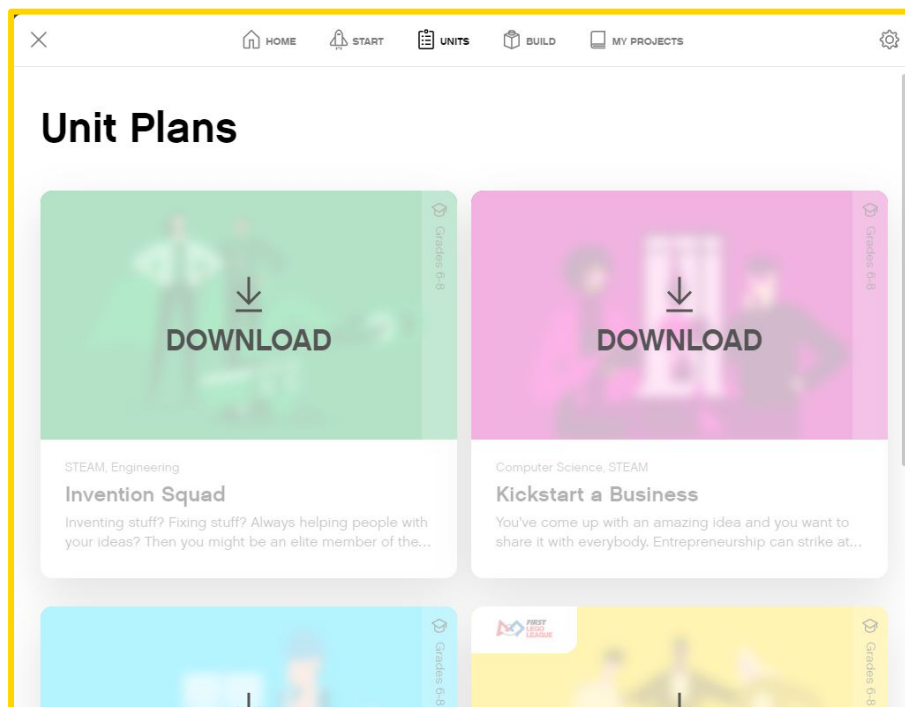 HOME START UNITS BUILD MY PROJECTS
Unit Plans
Grades 6-8
DOWNLOAD
STEAM, Engineering
Invention Squad
Inventing stuff? Fixing stuff? Always helping people with
your ideas? Then you might be an elite member of the...
Grades 6-8
DOWNLOAD
Computer Science, STEAM
Kickstart a Business
You've come up with an amazing idea and you want to
share it with everybody. Entrepreneurship can strike at...
Grades 6-8
FIRST
LEGO
LEAGUE
Grades 6-8